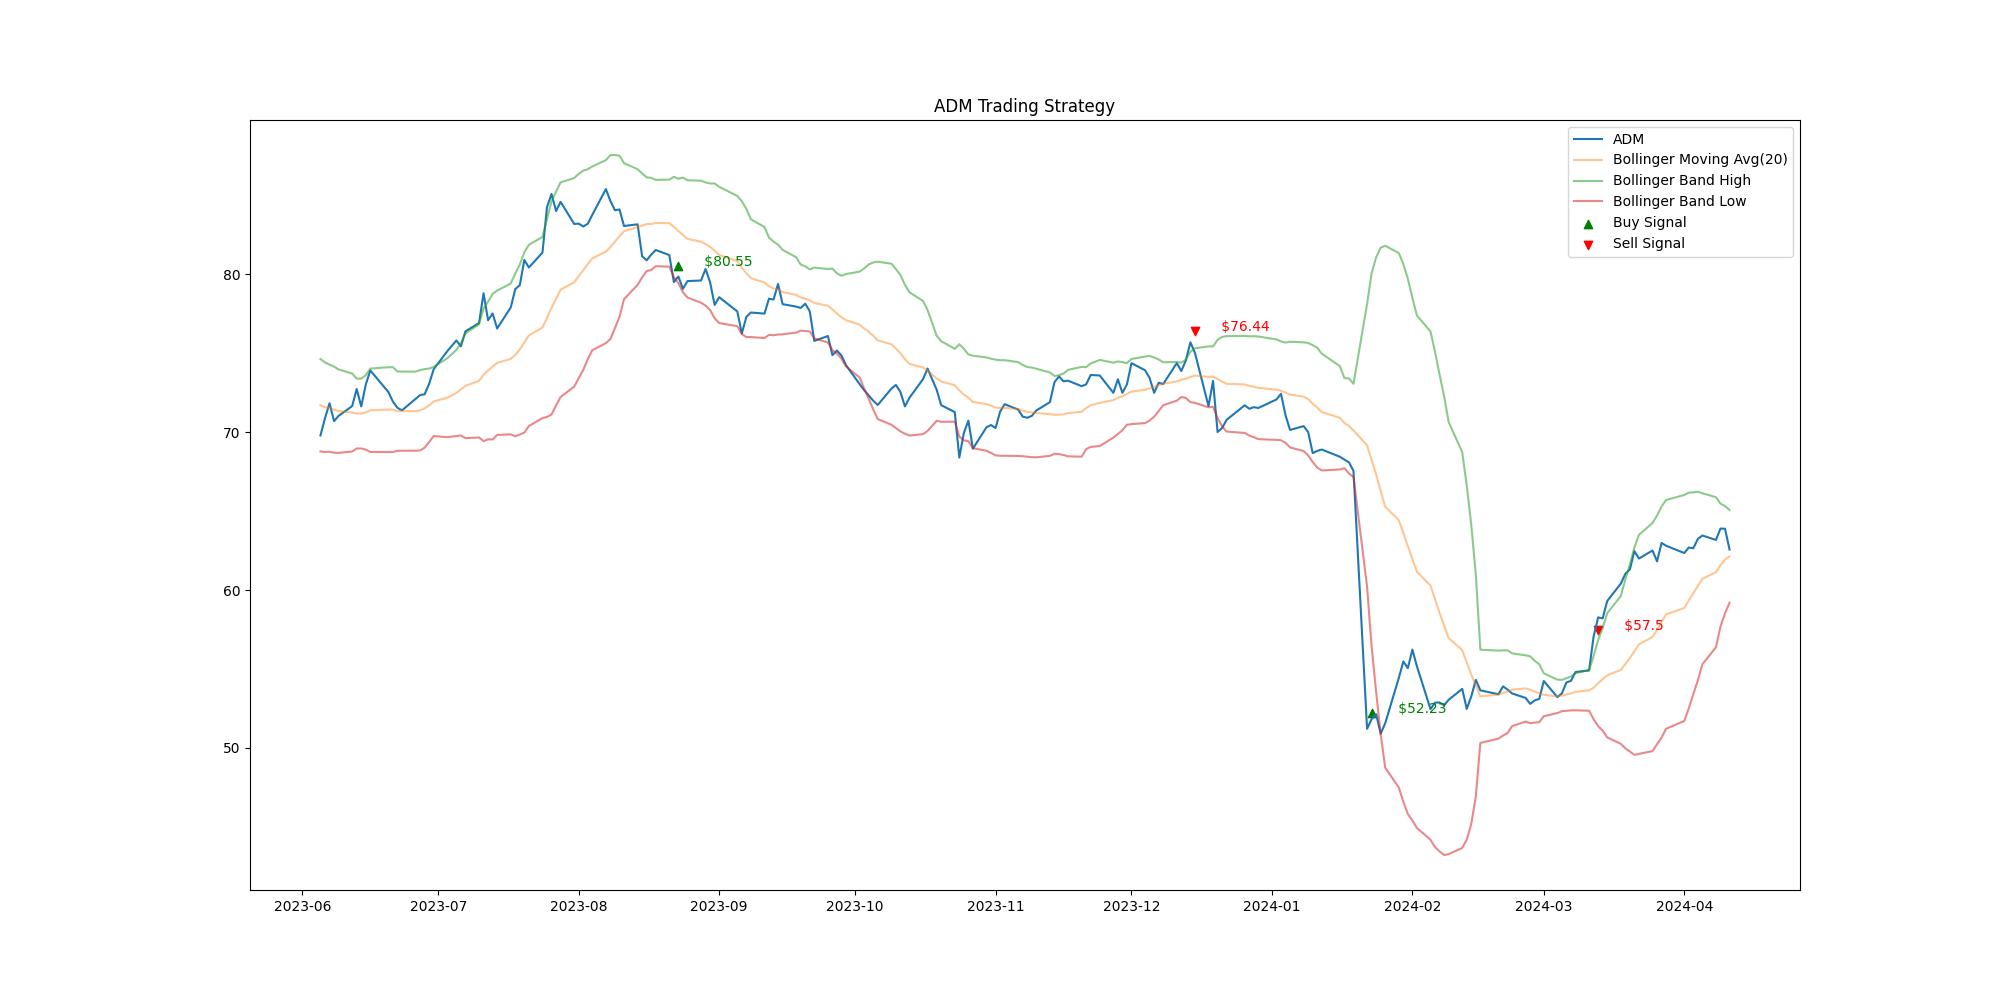 ADM Trading Strategy
ADM
Bollinger Moving Avg(20)
Bollinger Band High
Bollinger Band Low
Buy Signal
Sell Signal
$80.55
$76.44
$57.5
$52.23
80
70
60
50
2023-06 2023-07 2023-08 2023-09 2023-10 2023-11 2023-12 2024-01 2024-02 2024-03 2024-04